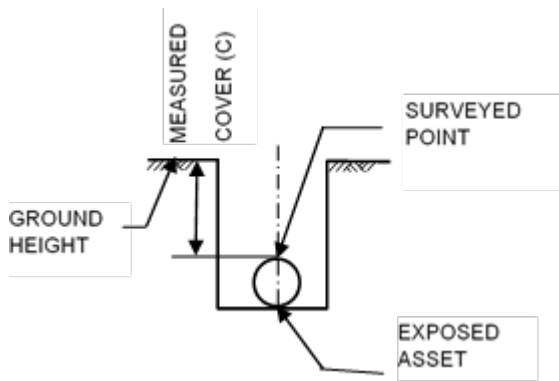 MEASURED
COVER (C)
SURVEYED
POINT
GROUND
HEIGHT
EXPOSED
ASSET